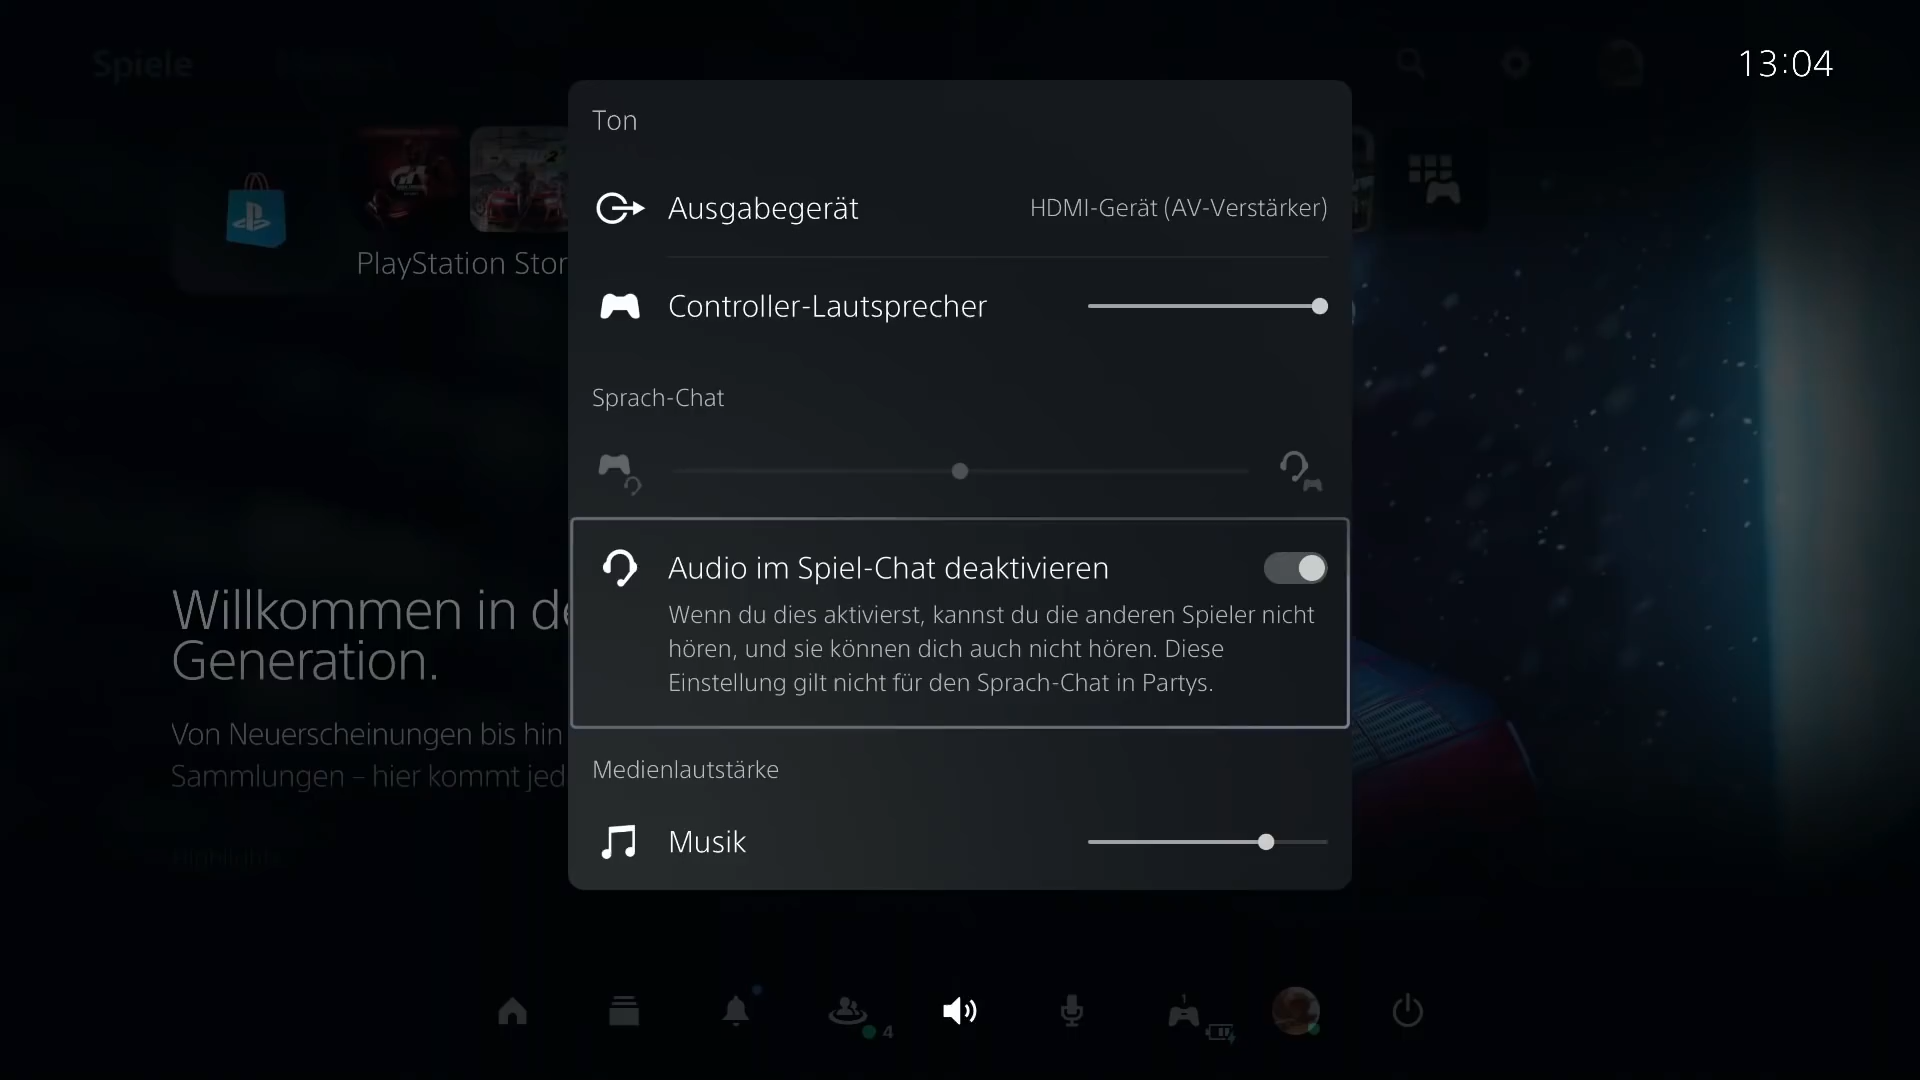 Spiele
13:04
Ton
Ausgabegerät
HDMI-Gerät (AV-Verstärker)
PlayStation Stor
Controller-Lautsprecher
Sprach-Chat
Audio im Spiel-Chat deaktivieren
Wenn du dies aktivierst, kannst du die anderen Spieler nicht
hören, und sie können dich auch nicht hören. Diese
Einstellung gilt nicht für den Sprach-Chat in Partys.
Willkommen in de
Generation.
Von Neuerscheinungen bis hin
Sammlungen – hier kommt jed
Medienlautstärke
Musik
Highlights
1
4